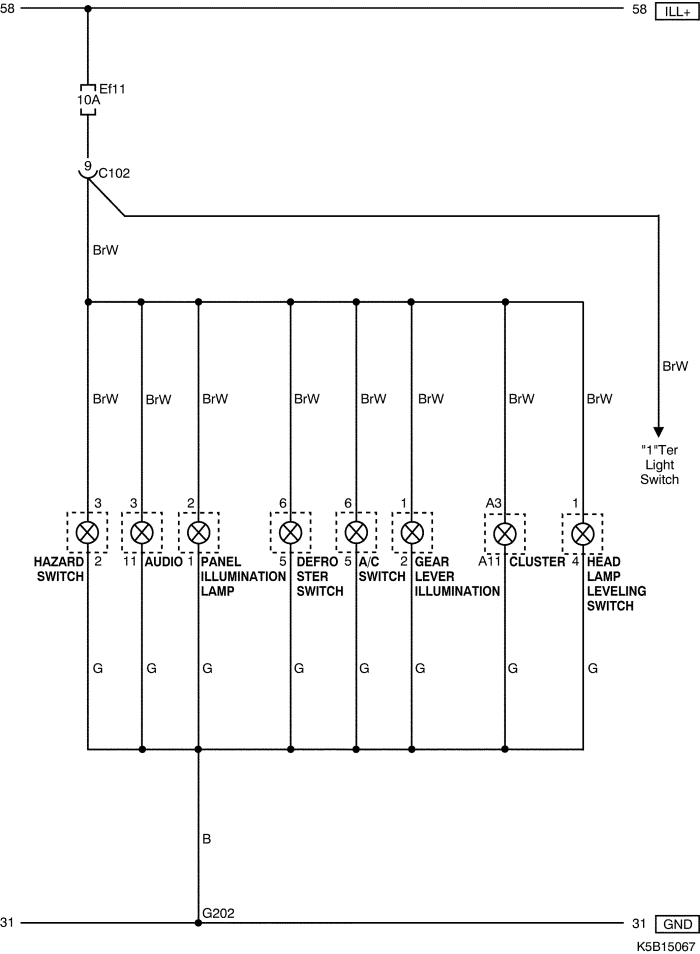 58
58 ILL+
Ef11
10A
9
C102
BrW
BrW
BrW BrW BrW BrW BrW BrW BrW BrW
"1"Ter
Light
Switch
3 3 2 6 6 1 A3 1
HAZARD
SWITCH
2
11
AUDIO
1
PANEL
ILLUMINATION
LAMP
5
DEFRO
STER
SWITCH
5
A/C
SWITCH
2
GEAR
LEVER
ILLUMINATION
A11
CLUSTER
4
HEAD
LAMP
LEVELING
SWITCH
G G G G G G G G
B
G202
31
31 GND
K5B15067